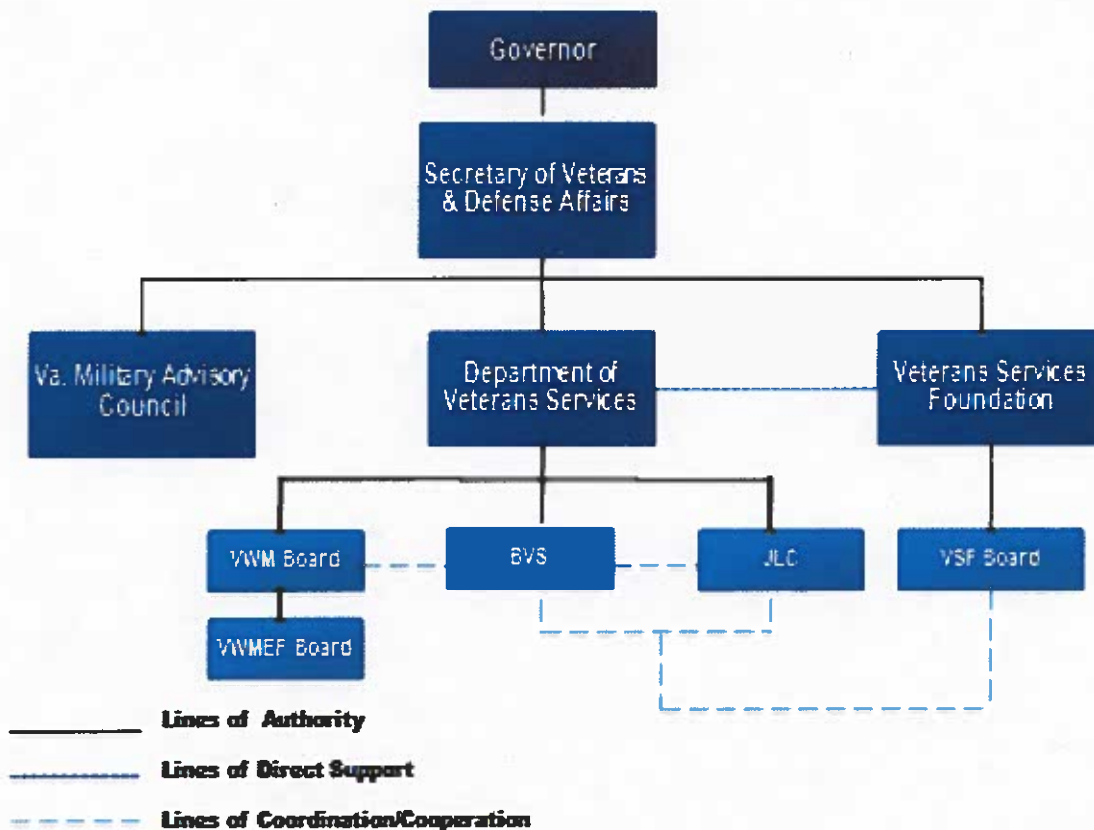 Governor
Secretary of Veterans
& Defense Affairs
Va. Military Advisory
Council
Department of
Veterans Services
Veterans Services
Foundation
VWM Board
BVS
JLC
VSF Board
VWMEF Board
Lines of Authority
Lines of Direct Support
Lines of Coordination/Cooperation